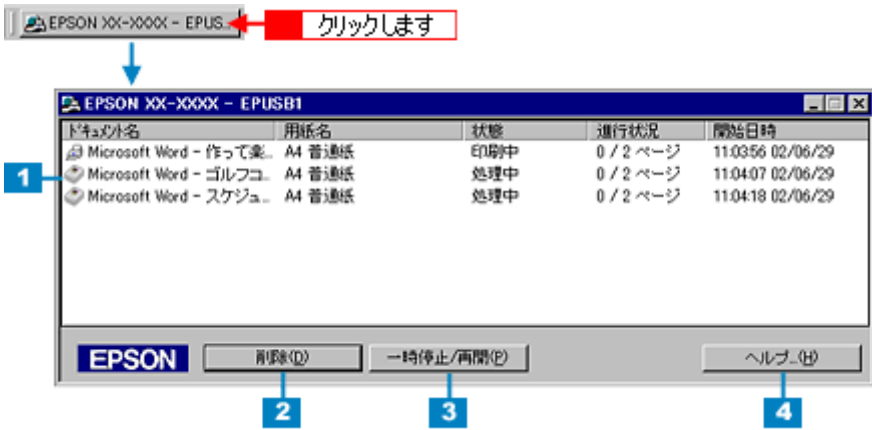 EPSON XX-XXXX - EPUS... クリックします
EPSON XX-XXXX - EPUSB1
ドキュメント名 用紙名 状態 進行状況 開始日時
Microsoft Word - 作って楽... A4 普通紙 印刷中 0 / 2 ページ 11:03:56 02/06/29
1 Microsoft Word - ゴルフコ... A4 普通紙 処理中 0 / 2 ページ 11:04:07 02/06/29
Microsoft Word - スケジュ... A4 普通紙 処理中 0 / 2 ページ 11:04:18 02/06/29
EPSON 削除(D) 一時停止/再開(P) ヘルプ...(H)
2 3 4